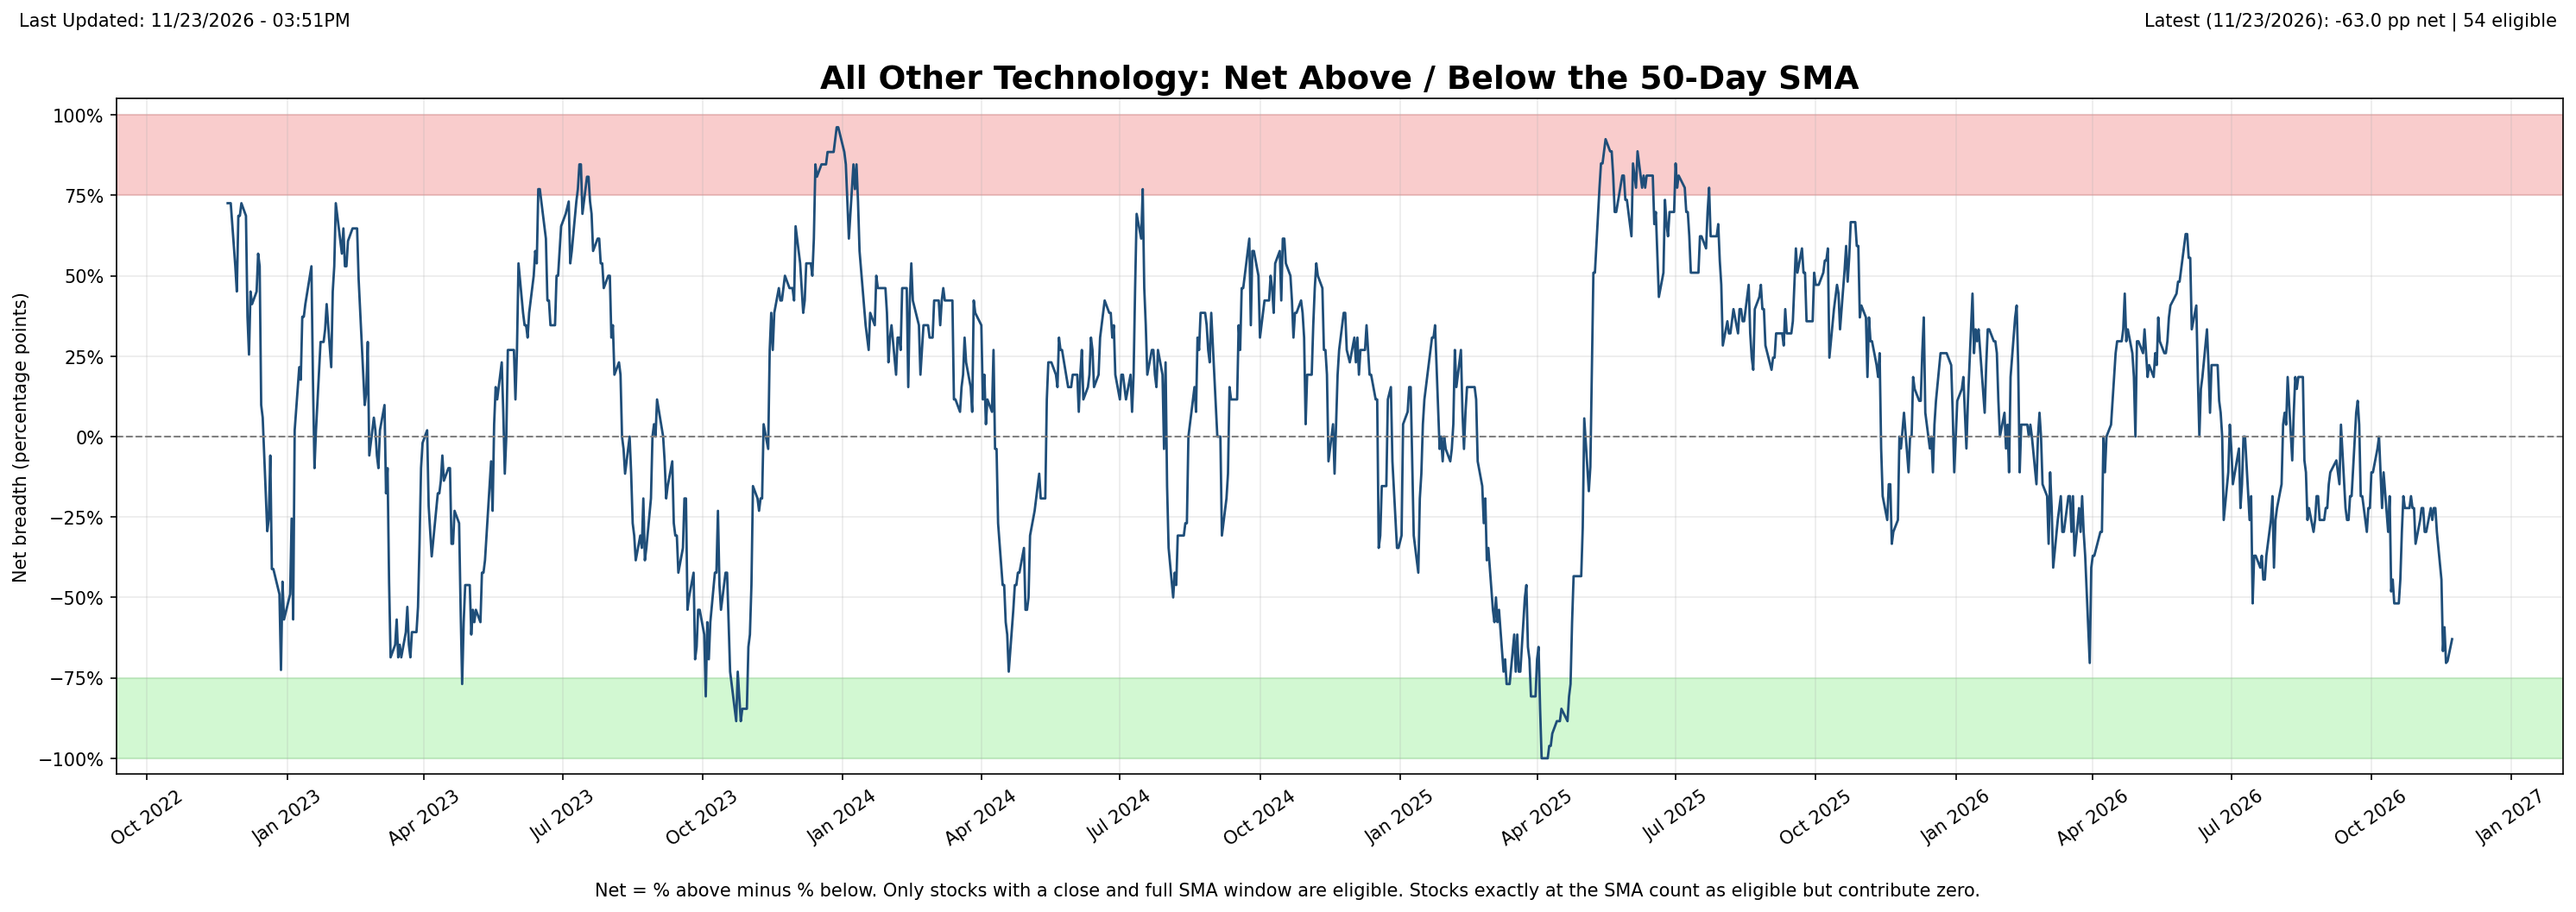 Last Updated: 11/23/2026 - 03:51PM
Latest (11/23/2026): -63.0 pp net | 54 eligible
All Other Technology: Net Above / Below the 50-Day SMA
Net breadth (percentage points)
100%
75%
50%
25%
0%
−25%
−50%
−75%
−100%
Oct 2022
Jan 2023
Apr 2023
Jul 2023
Oct 2023
Jan 2024
Apr 2024
Jul 2024
Oct 2024
Jan 2025
Apr 2025
Jul 2025
Oct 2025
Jan 2026
Apr 2026
Jul 2026
Oct 2026
Jan 2027
Net = % above minus % below. Only stocks with a close and full SMA window are eligible. Stocks exactly at the SMA count as eligible but contribute zero.